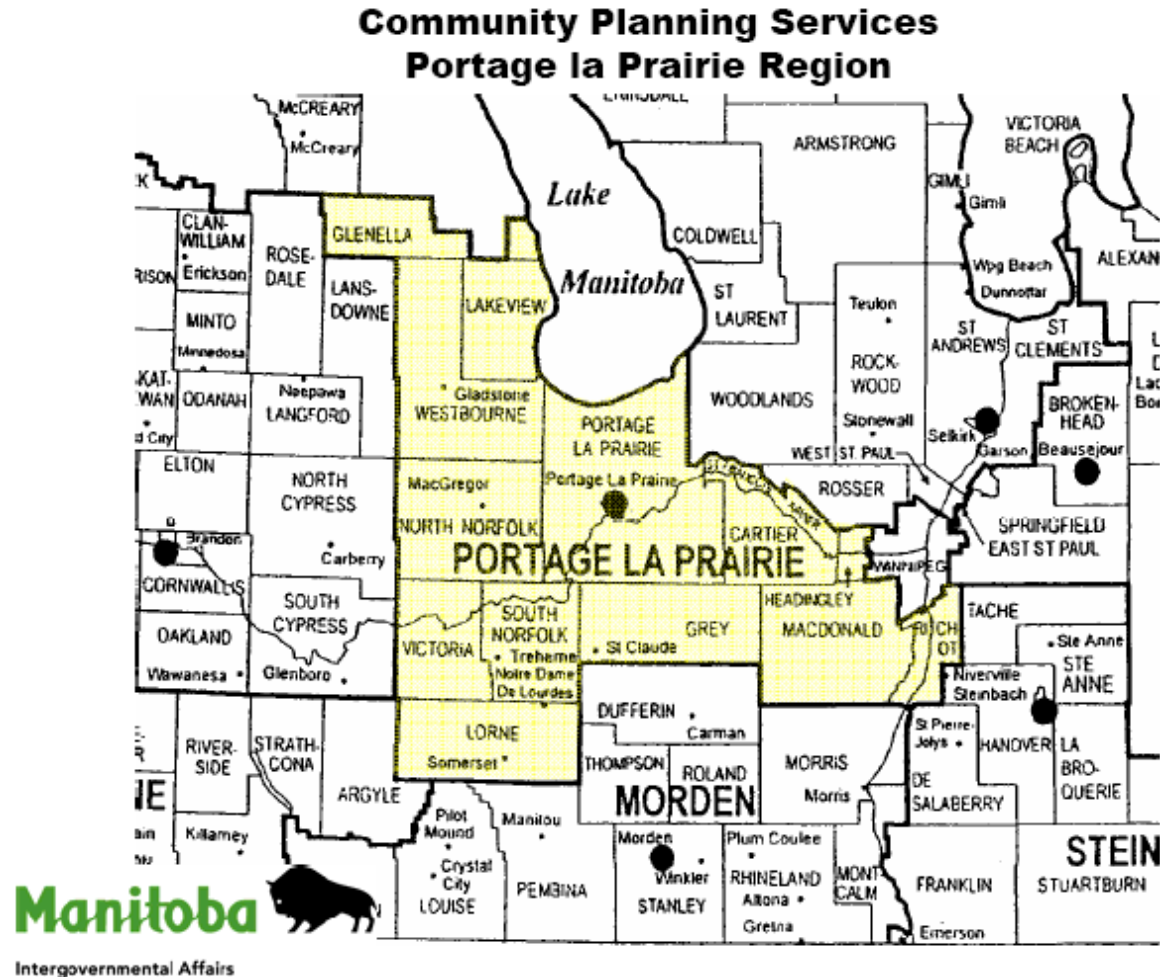 Community Planning Services
Portage la Prairie Region
McCREARY
McCreary
ARMSTRONG
VICTORIA
BEACH
GIMLI
Gimli
Lake
Manitoba
GLENELLA
CLAN-
WILLIAM
Erickson
ROSE-
DALE
LANS-
DOWNE
LAKEVIEW
COLDWELL
Wpg Beach
Dunnottar
ST
LAURENT
Teulon
ST
ANDREWS
ST
CLEMENTS
MINTO
Minnedosa
ROCK-
WOOD
Stonewall
WOODLANDS
ODANAH
Neepawa
LANGFORD
Gladstone
WESTBOURNE
PORTAGE
LA PRAIRIE
Portage La Prairie
BROKEN-
HEAD
Beausejour
Selkirk
Garson
WEST ST. PAUL
d City
ELTON
NORTH
CYPRESS
MacGregor
NORTH NORFOLK
ROSSER
CARTIER
SPRINGFIELD
EAST ST PAUL
PORTAGE LA PRAIRIE
WINNIPEG
Brandon
CORNWALLIS
Carberry
SOUTH
CYPRESS
HEADINGLEY
MACDONALD
TACHE
OAKLAND
Wawanesa
Glenboro
VICTORIA
SOUTH
NORFOLK
Treherne
Notre Dame
De Lourdes
St Claude
GREY
Ste Anne
STE
ANNE
Niverville
Steinbach
DUFFERIN
Carman
LORNE
Somerset
St Pierre-
Jolys
HANOVER
LA
BRO-
QUERIE
RIVER-
SIDE
STRATH-
CONA
ARGYLE
THOMPSON
ROLAND
MORRIS
Morris
DE
SALABERRY
MORDEN
NE
Killarney
Pilot
Mound
Crystal
City
LOUISE
Manitou
PEMBINA
Morden
Winkler
STANLEY
Plum Coulee
RHINELAND
Altona
Gretna
MONT-
CALM
FRANKLIN
Emerson
STEIN
STUARTBURN
Manitoba
Intergovernmental Affairs